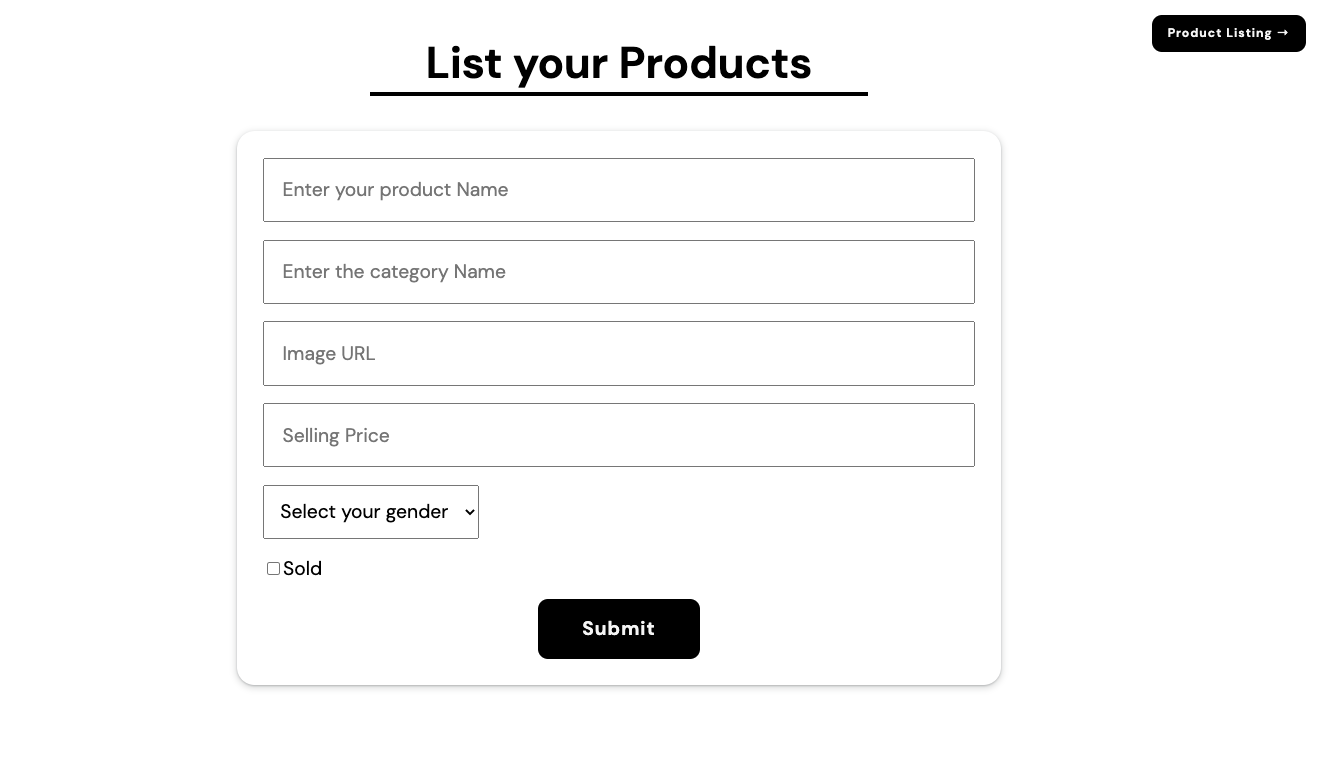 Product Listing →
List your Products
Enter your product Name
Enter the category Name
Image URL
Selling Price
Select your gender
Sold
Submit